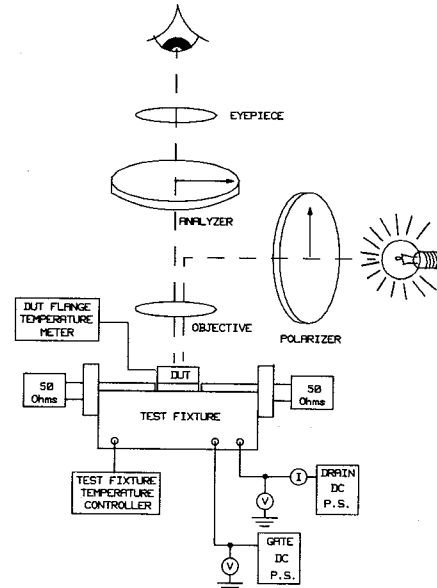 EYEPIECE
ANALYZER
OBJECTIVE
POLARIZER
DUT FLANGE
TEMPERATURE
METER
DUT
50
Ohms
50
Ohms
TEST FIXTURE
TEST FIXTURE
TEMPERATURE
CONTROLLER
I
V
DRAIN
DC
P.S.
V
GATE
DC
P.S.